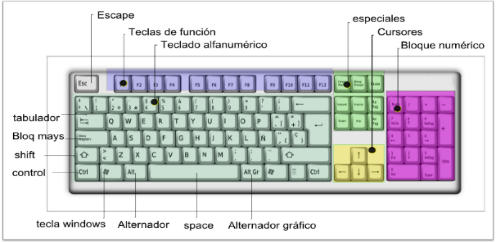 Escape
especiales
Teclas de función
Cursores
Teclado alfanumérico
Bloque numérico
Esc
F2 F3 F4 F5 F6 F7 F8 F9 F10 F11 F12
tabulador
Q W E R T Y U I O P
Bloq mays
A S D F G H J K L Ñ
shift
Z X C V B N M
control
Ctrl Alt Alt Gr Ctrl
tecla windows
Alternador
space
Alternador gráfico